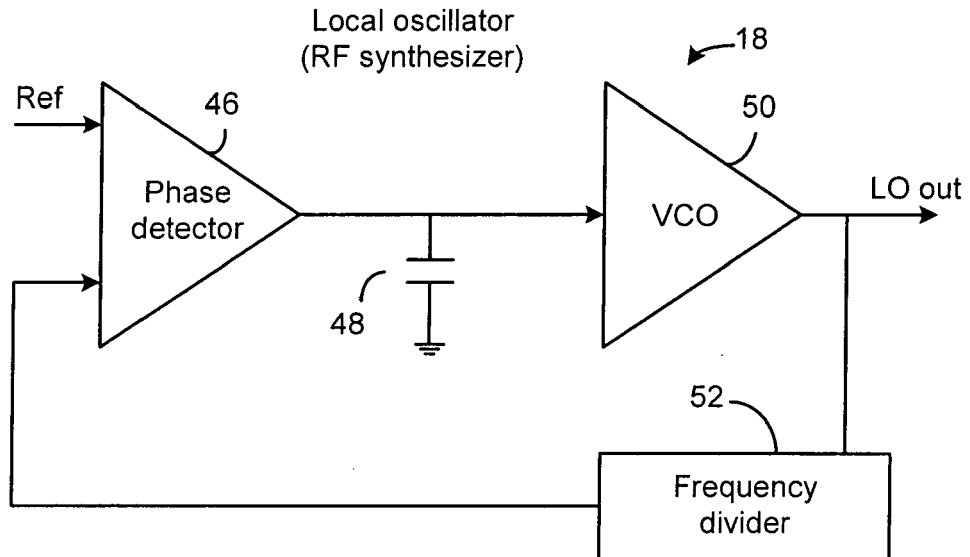 Local oscillator
(RF synthesizer)
18
Ref
46
50
Phase
detector
VCO
LO out
48
52
Frequency
divider